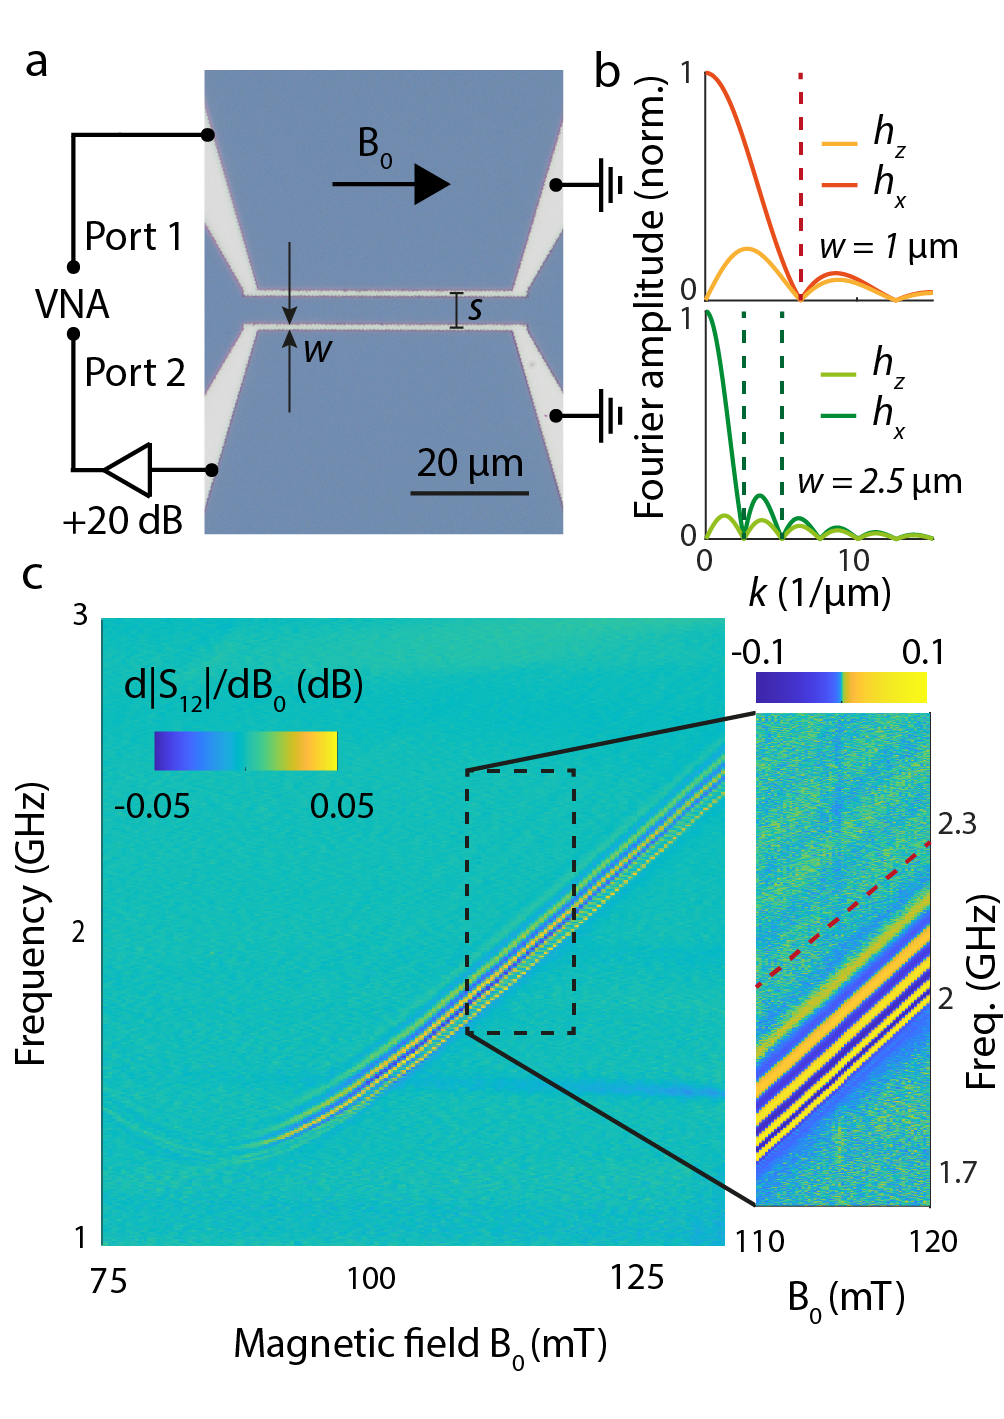 a
B0
Port 1
VNA
Port 2
+20 dB
s
w
20 μm
b
Fourier amplitude (norm.)
1
hz
hx
w = 1 μm
0
1
hz
hx
w = 2.5 μm
0
0
10
k (1/μm)
c
Frequency (GHz)
3
2
1
d|S12|/dB0 (dB)
-0.05
0.05
75
100
125
Magnetic field B0 (mT)
-0.1
0.1
2.3
2
1.7
Freq. (GHz)
110
120
B0 (mT)